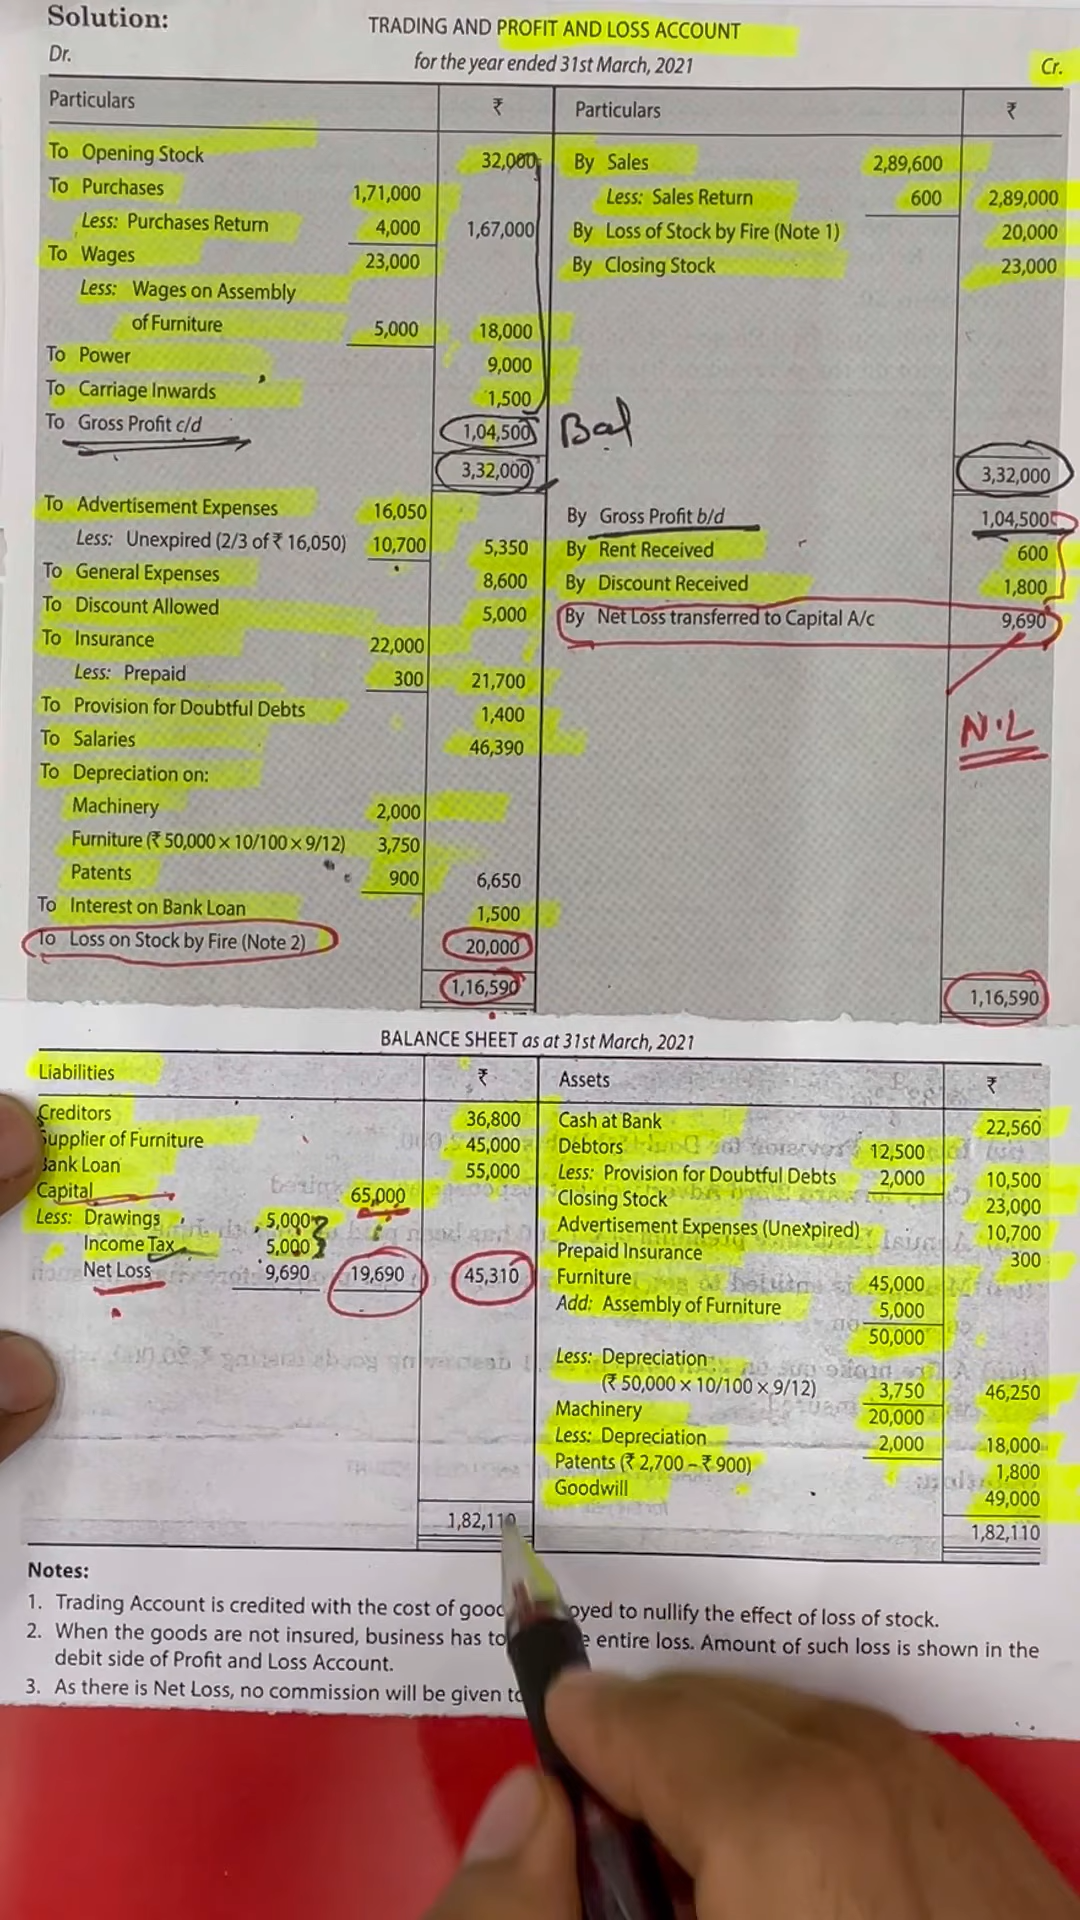 Solution:
TRADING AND PROFIT AND LOSS ACCOUNT
Dr. for the year ended 31st March, 2021 Cr.
Particulars ₹ Particulars ₹
To Opening Stock 32,000 By Sales 2,89,600
To Purchases 1,71,000 Less: Sales Return 600 2,89,000
Less: Purchases Return 4,000 1,67,000 By Loss of Stock by Fire (Note 1) 20,000
To Wages 23,000 By Closing Stock 23,000
Less: Wages on Assembly
of Furniture 5,000 18,000
To Power 9,000
To Carriage Inwards 1,500
To Gross Profit c/d 1,04,500 Bal
3,32,000 3,32,000
To Advertisement Expenses 16,050 By Gross Profit b/d 1,04,500
Less: Unexpired (2/3 of ₹ 16,050) 10,700 5,350 By Rent Received 600
To General Expenses 8,600 By Discount Received 1,800
To Discount Allowed 5,000 By Net Loss transferred to Capital A/c 9,690
To Insurance 22,000
Less: Prepaid 300 21,700
To Provision for Doubtful Debts 1,400
N.L
To Salaries 46,390
To Depreciation on:
Machinery 2,000
Furniture (₹ 50,000 × 10/100 × 9/12) 3,750
Patents 900 6,650
To Interest on Bank Loan 1,500
To Loss on Stock by Fire (Note 2) 20,000
1,16,590 1,16,590
BALANCE SHEET as at 31st March, 2021
Liabilities ₹ Assets ₹
Creditors 36,800 Cash at Bank 22,560
Supplier of Furniture 45,000 Debtors 12,500
Bank Loan 55,000 Less: Provision for Doubtful Debts 2,000 10,500
Capital 65,000 Closing Stock 23,000
Less: Drawings 5,000 Advertisement Expenses (Unexpired) 10,700
Income Tax 5,000 Prepaid Insurance 300
Net Loss 9,690 19,690 45,310 Furniture 45,000
Add: Assembly of Furniture 5,000
50,000
Less: Depreciation
(₹ 50,000 × 10/100 × 9/12) 3,750 46,250
Machinery 20,000
Less: Depreciation 2,000 18,000
Patents (₹ 2,700 – ₹ 900) 1,800
Goodwill 49,000
1,82,110 1,82,110
Notes:
1. Trading Account is credited with the cost of goo oyed to nullify the effect of loss of stock.
2. When the goods are not insured, business has to entire loss. Amount of such loss is shown in the
debit side of Profit and Loss Account.
3. As there is Net Loss, no commission will be given